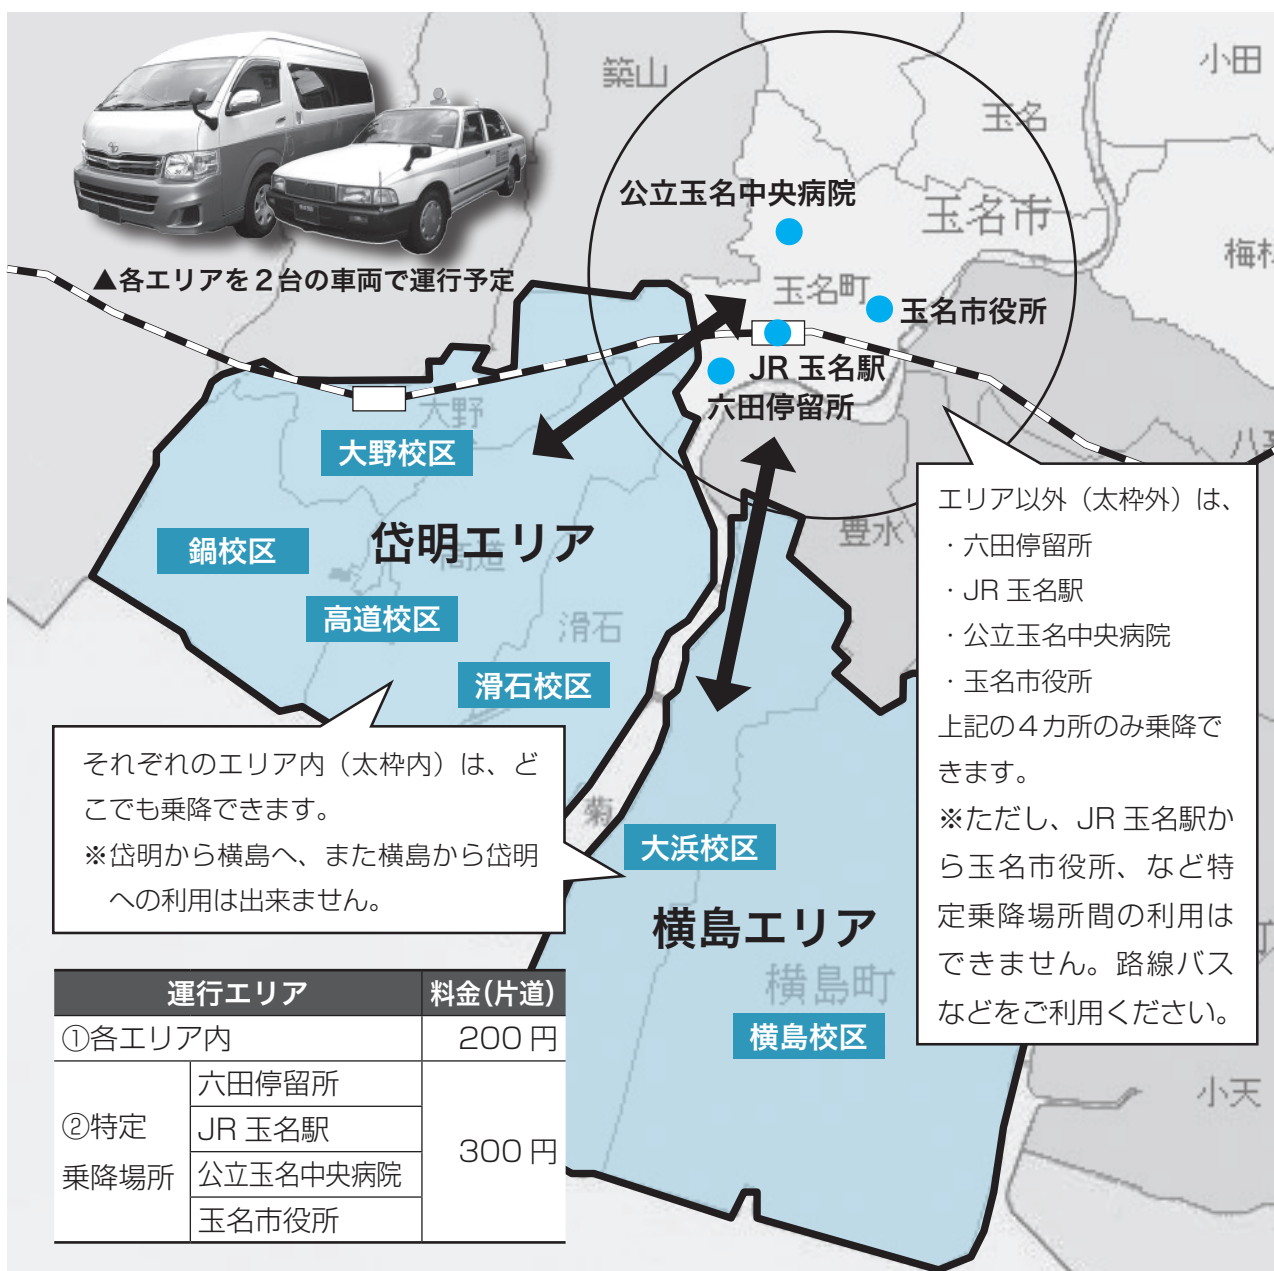 築山
小田
玉名
公立玉名中央病院
玉名市
梅林
▲各エリアを２台の車両で運行予定
玉名町
玉名市役所
JR 玉名駅
六田停留所
大野
大野校区
岱明エリア
鍋校区
高道
高道校区
滑石
滑石校区
豊水
エリア以外（太枠外）は、
・六田停留所
・JR 玉名駅
・公立玉名中央病院
・玉名市役所
上記の４カ所のみ乗降で
きます。
※ただし、JR 玉名駅か
ら玉名市役所、など特
定乗降場所間の利用は
できません。路線バス
などをご利用ください。
それぞれのエリア内（太枠内）は、ど
こでも乗降できます。
※岱明から横島へ、また横島から岱明
への利用は出来ません。
菊
大浜校区
横島エリア
横島町
横島校区
小天
運行エリア 料金(片道)
①各エリア内 200 円
②特定
乗降場所
六田停留所
JR 玉名駅
公立玉名中央病院
玉名市役所
300 円